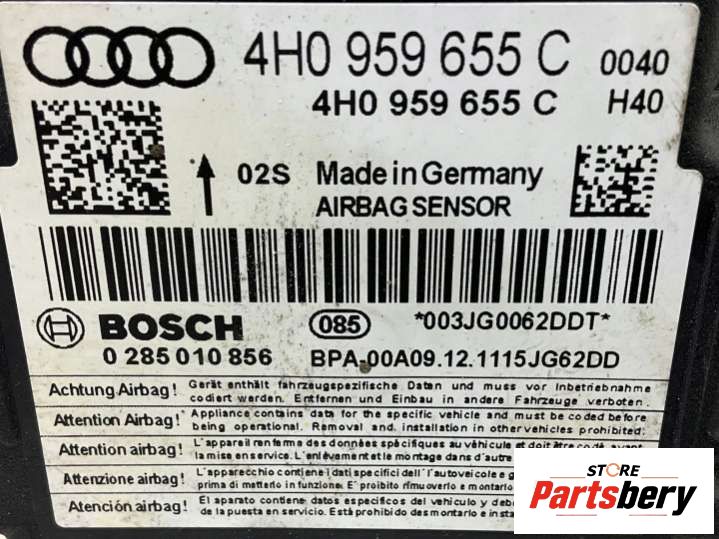 4H0 959 655 C 0040
4H0 959 655 C H40
02S Made in Germany
AIRBAG SENSOR
BOSCH 085 *003JG0062DDT*
0 285 010 856 BPA-00A09.12.1115JG62DD
Achtung Airbag! Gerät enthält fahrzeugspezifische Daten und muss vor Inbetriebnahme
codiert werden. Entfernen und Einbau in andere Fahrzeuge verboten.
Attention Airbag! Appliance contains data for the specific vehicle and must be coded before
being operational. Removal and installation in other vehicles prohibited.
Attention airbag! L'appareil renferme des données spécifiques au véhicule et doit être codé avant
la mise en service. L'enlèvement et le montage dans d'autre
Attenzione airbag! L'apparecchio contiene i dati specifici dell'autoveicolo e
prima di metterlo in funzione. E' proibito rimuoverlo e montarlo
Atención airbag! El aparato contiene datos especificos del vehiculo y
de la puesta en servicio. Está prohibido desmontarlo e
STORE
Partsbery